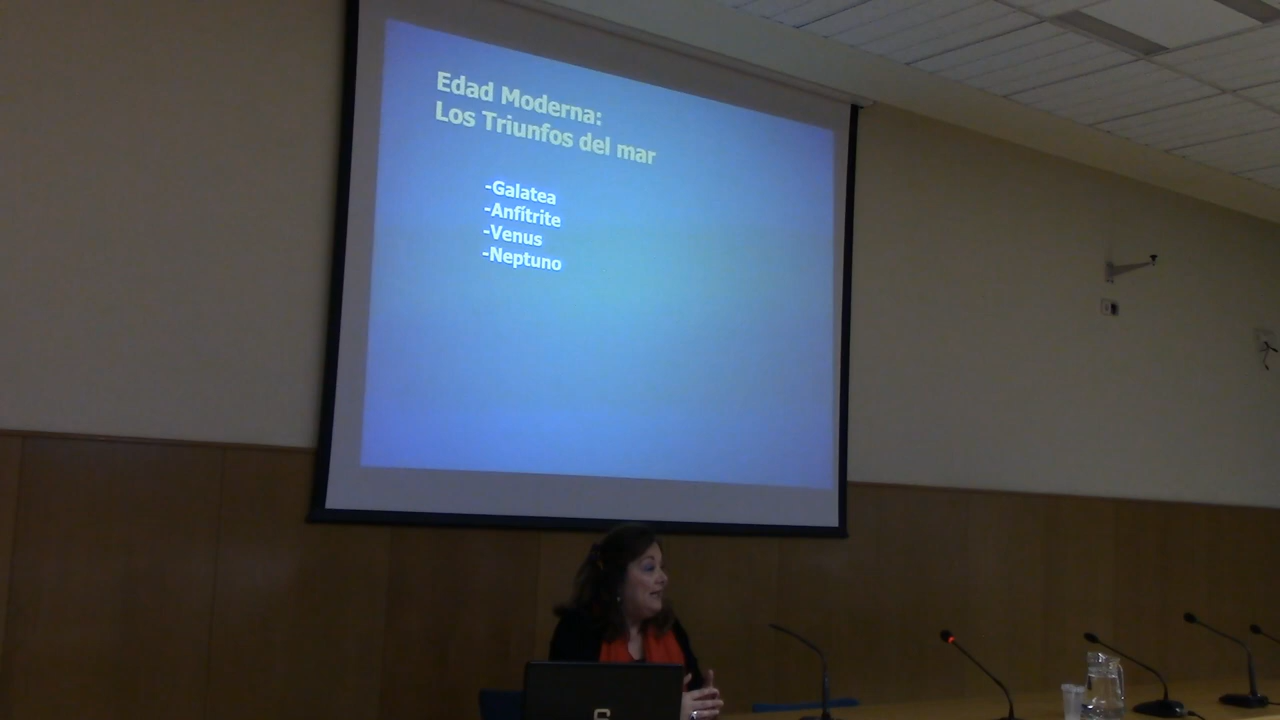 Edad Moderna:
Los Triunfos del mar
-Galatea
-Anfítrite
-Venus
-Neptuno